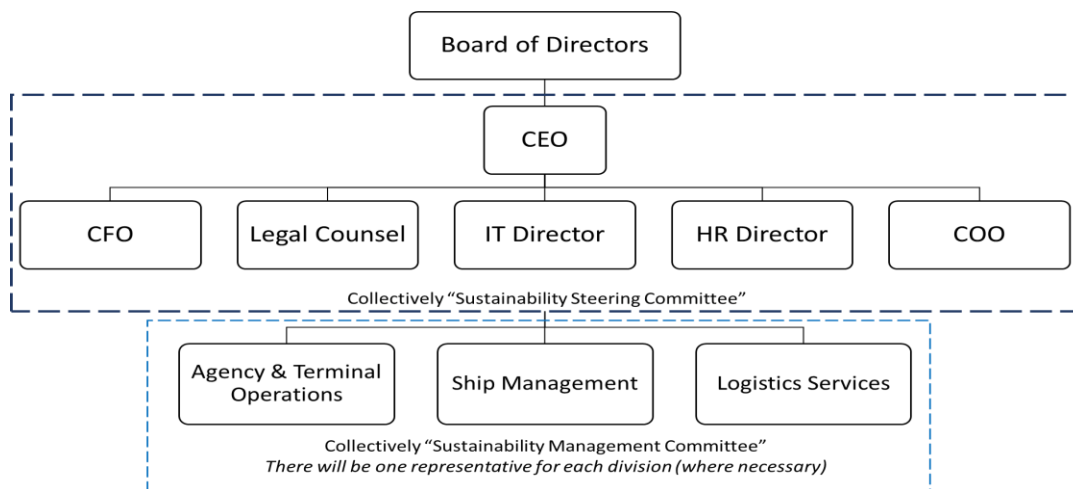 Board of Directors
CEO
CFO
Legal Counsel
IT Director
HR Director
COO
Collectively “Sustainability Steering Committee”
Agency & Terminal
Operations
Ship Management
Logistics Services
Collectively “Sustainability Management Committee”
There will be one representative for each division (where necessary)